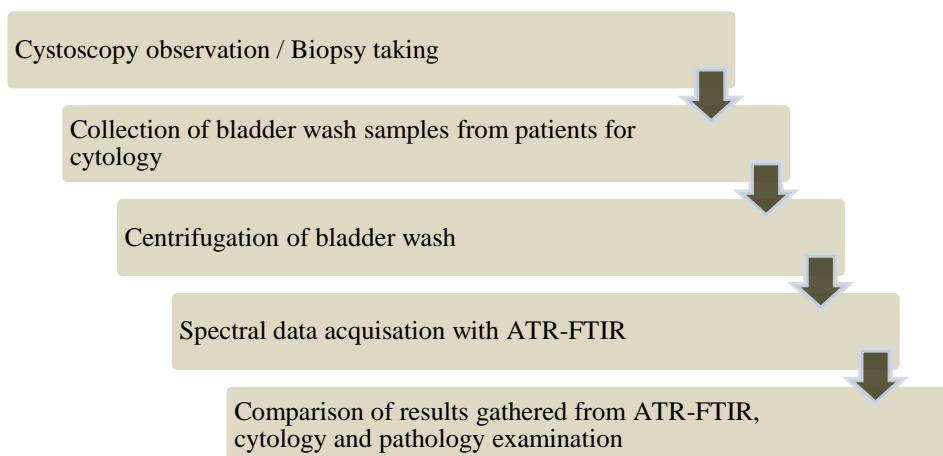 Cystoscopy observation / Biopsy taking
Collection of bladder wash samples from patients for
cytology
Centrifugation of bladder wash
Spectral data acquisation with ATR-FTIR
Comparison of results gathered from ATR-FTIR,
cytology and pathology examination